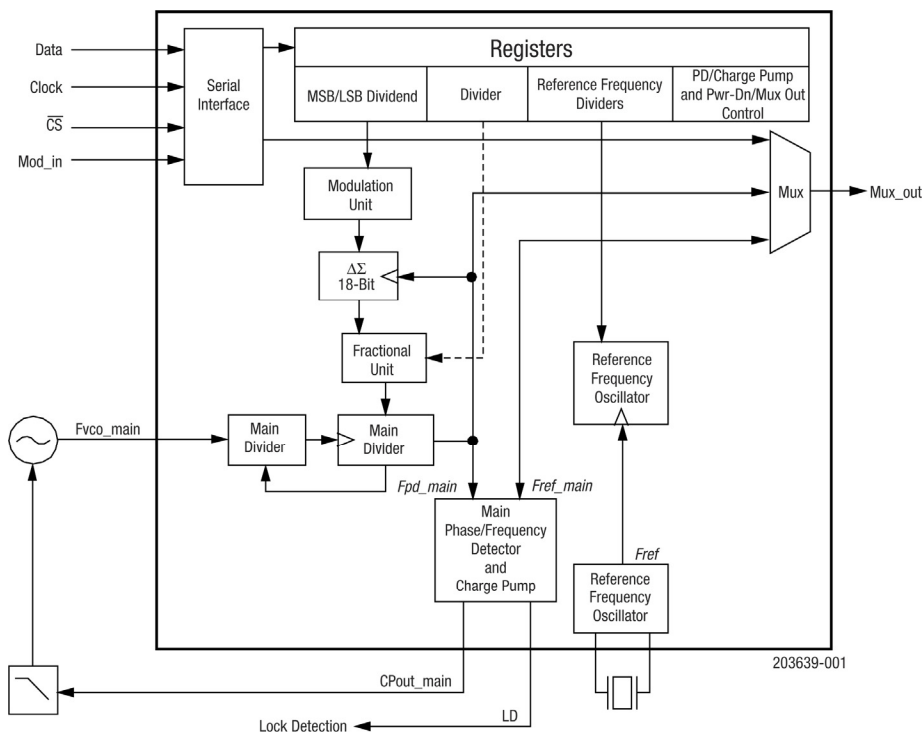 Registers
Data
Clock
CS
Mod_in
Serial
Interface
MSB/LSB Dividend
Divider
Reference Frequency
Dividers
PD/Charge Pump
and Pwr-Dn/Mux Out
Control
Modulation
Unit
Mux
Mux_out
ΔΣ
18-Bit
Fractional
Unit
Reference
Frequency
Oscillator
Fvco_main
Main
Divider
Main
Divider
Fpd_main
Fref_main
Main
Phase/Frequency
Detector
and
Charge Pump
Fref
Reference
Frequency
Oscillator
203639-001
CPout_main
LD
Lock Detection